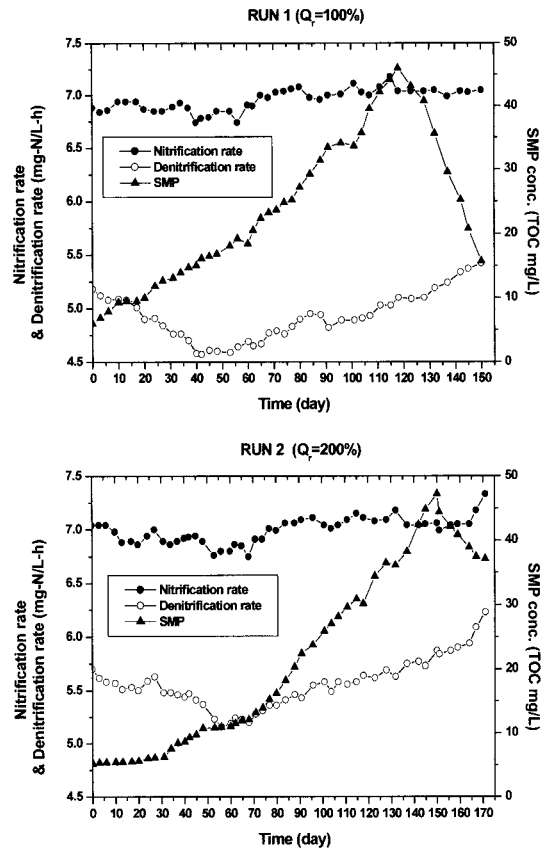 RUN 1 (Qr=100%)
7.5
7.0
6.5
6.0
5.5
5.0
4.5
50
40
30
20
10
0
Nitrification rate
& Denitrification rate (mg-N/L-h)
SMP conc. (TOC mg/L)
Nitrification rate
Denitrification rate
SMP
0 10 20 30 40 50 60 70 80 90 100 110 120 130 140 150
Time (day)
RUN 2 (Qr=200%)
7.5
7.0
6.5
6.0
5.5
5.0
4.5
50
40
30
20
10
0
Nitrification rate
& Denitrification rate (mg-N/L-h)
SMP conc. (TOC mg/L)
Nitrification rate
Denitrification rate
SMP
0 10 20 30 40 50 60 70 80 90 100 110 120 130 140 150 160 170
Time (day)